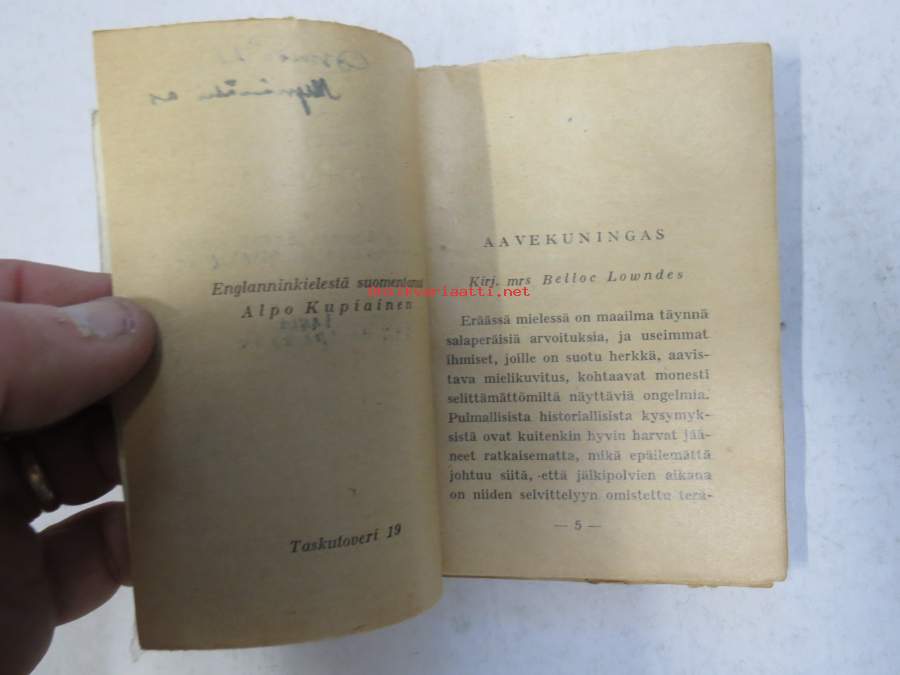 Englanninkielestä suomentanut
Alpo Kupiainen
Taskutoveri 19
AAVEKUNINGAS
Kirj. mrs Belloc Lowndes
antikvariaatti.net
Eräässä mielessä on maailma täynnä
salaperäisiä arvoituksia, ja useimmat
ihmiset, joille on suotu herkkä, aavis-
tava mielikuvitus, kohtaavat monesti
selittämättömiltä näyttäviä ongelmia.
Pulmallisista historiallisista kysymyk-
sistä ovat kuitenkin hyvin harvat jää-
neet ratkaisematta, mikä epäilemättä
johtuu siitä, että jälkipolvien aikana
on niiden selvittelyyn omistettu terä-
— 5 —